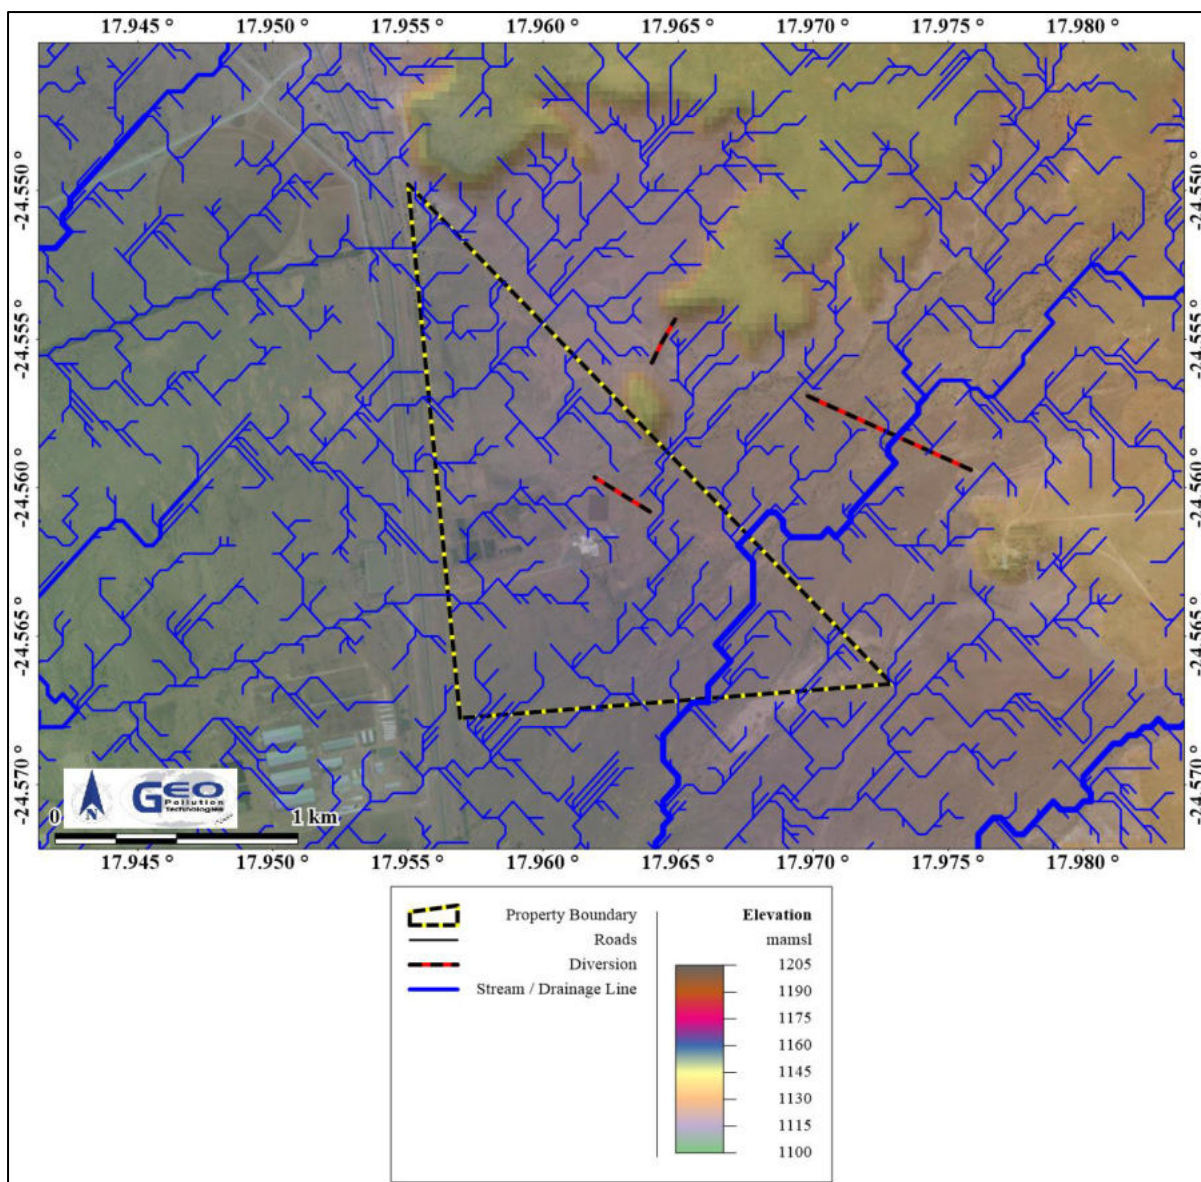 17.945 ° 17.950 ° 17.955 ° 17.960 ° 17.965 ° 17.970 ° 17.975 ° 17.980 °
-24.550 ° -24.550 °
-24.555 ° -24.555 °
-24.560 ° -24.560 °
-24.565 ° -24.565 °
-24.570 ° -24.570 °
N
GEO
Pollution
Technologies
0 1 km
17.945 ° 17.950 ° 17.955 ° 17.960 ° 17.965 ° 17.970 ° 17.975 ° 17.980 °
Property Boundary
Roads
Diversion
Stream / Drainage Line
Elevation
mamsl
1205
1190
1175
1160
1145
1130
1115
1100